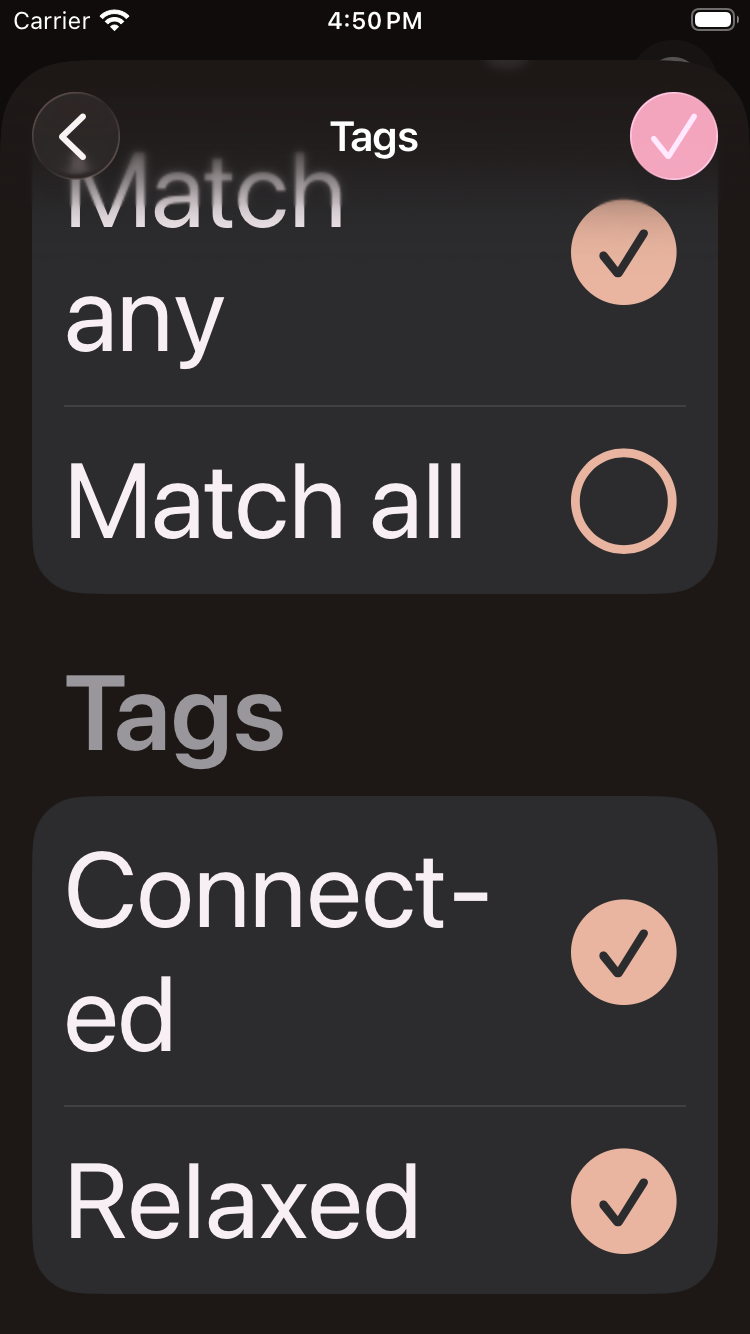 Carrier 4:50 PM
Tags
Match
any
Match all
Tags
Connect-
ed
Relaxed